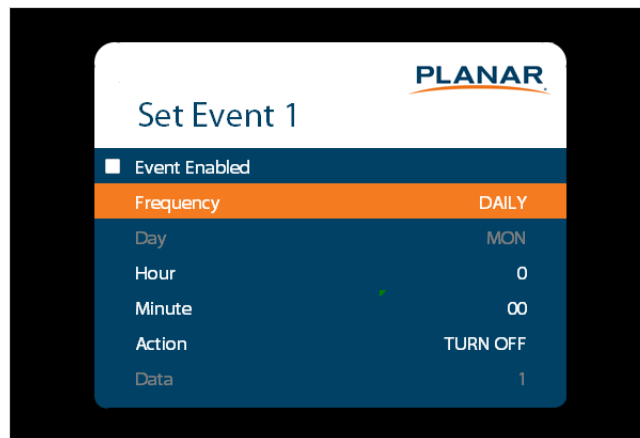 PLANAR
Set Event 1
Event Enabled
Frequency DAILY
Day MON
Hour 0
Minute 00
Action TURN OFF
Data 1